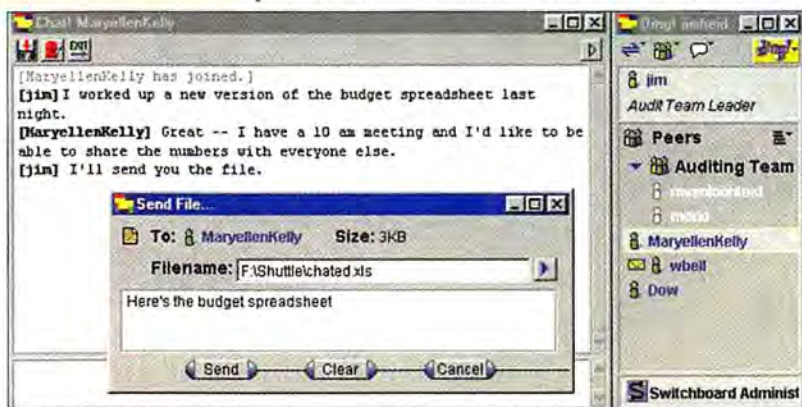 Chat! MaryellenKelly
EXIT
[MaryellenKelly has joined.]
[jim] I worked up a new version of the budget spreadsheet last
night.
[MaryellenKelly] Great -- I have a 10 am meeting and I'd like to be
able to share the numbers with everyone else.
[jim] I'll send you the file.
Send File...
To: MaryellenKelly Size: 3KB
Filename: F:\Shuttle\chated.xls
Here's the budget spreadsheet
Send Clear Cancel
jim
Audit Team Leader
Peers
Auditing Team
MaryellenKelly
wbell
Dow
Switchboard Administ